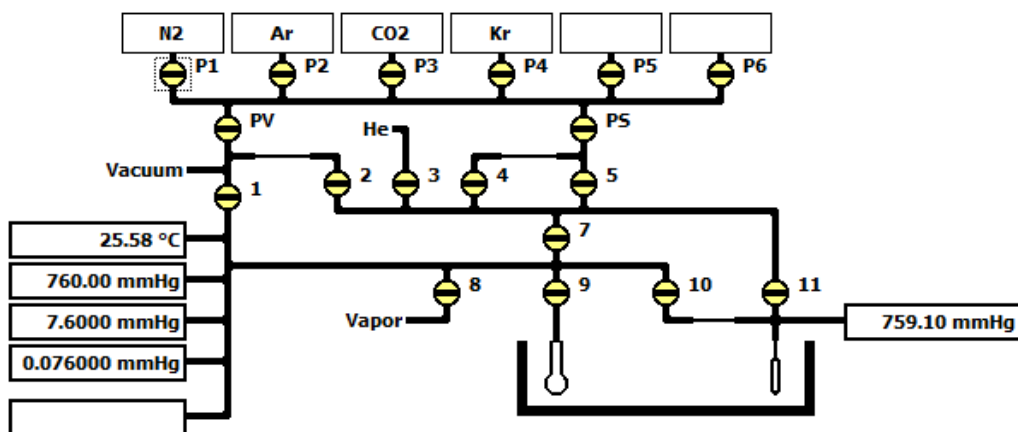 N2 Ar CO2 Kr
P1 P2 P3 P4 P5 P6
PV He PS
Vacuum 1 2 3 4 5
25.58 °C 7
760.00 mmHg 8 9 10 11
7.6000 mmHg Vapor 759.10 mmHg
0.076000 mmHg